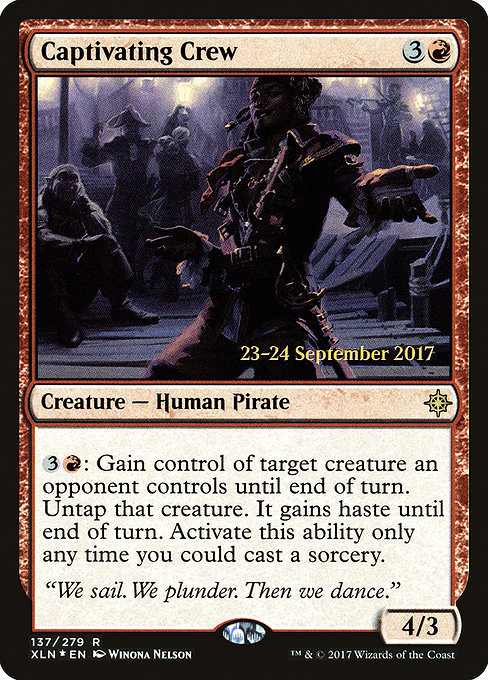 Captivating Crew 3
23–24 September 2017
Creature — Human Pirate
3: Gain control of target creature an
opponent controls until end of turn.
Untap that creature. It gains haste until
end of turn. Activate this ability only
any time you could cast a sorcery.
“We sail. We plunder. Then we dance.”
4/3
137/279 R
XLN ★ EN Winona Nelson
™ & © 2017 Wizards of the Coast